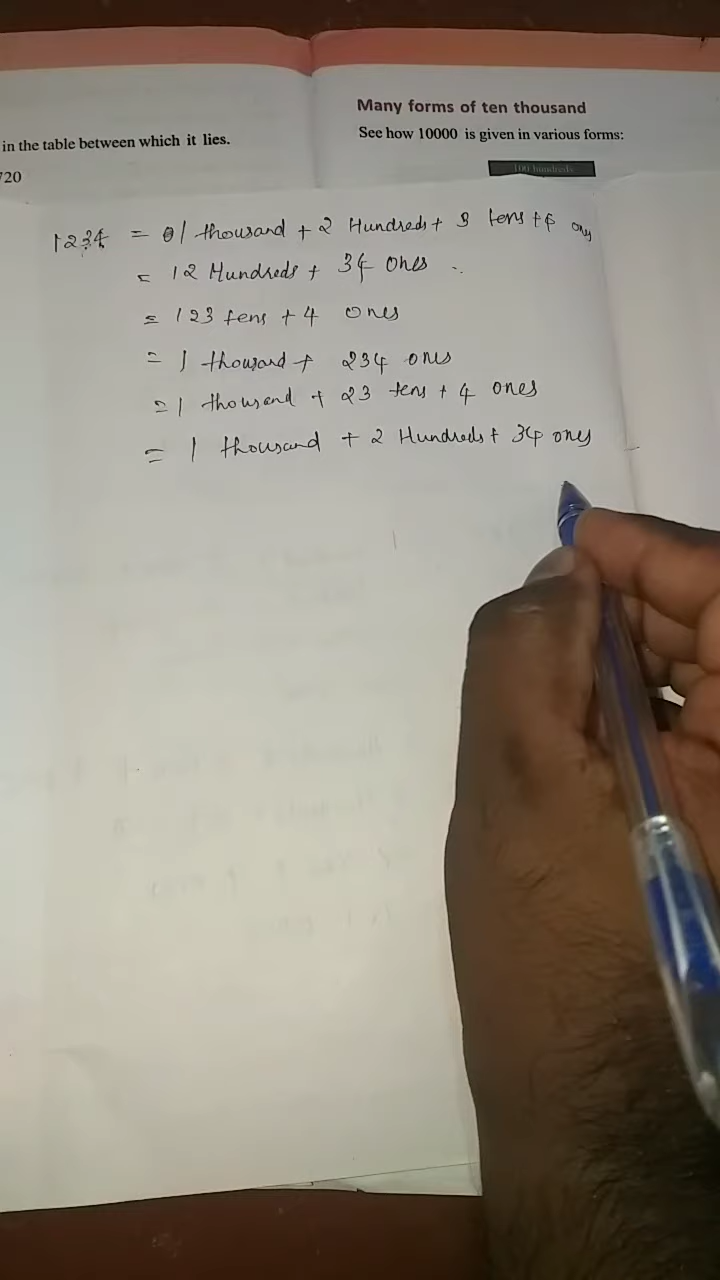 in the table between which it lies.
720
Many forms of ten thousand
See how 10000 is given in various forms:
100 hundreds
1234 = 01 thousand + 2 Hundreds + 3 tens + 4 ones
= 12 Hundreds + 34 Ones
= 123 tens + 4 ones
= 1 thousand + 234 ones
= 1 thousand + 23 tens + 4 ones
= 1 thousand + 2 Hundreds + 34 ones